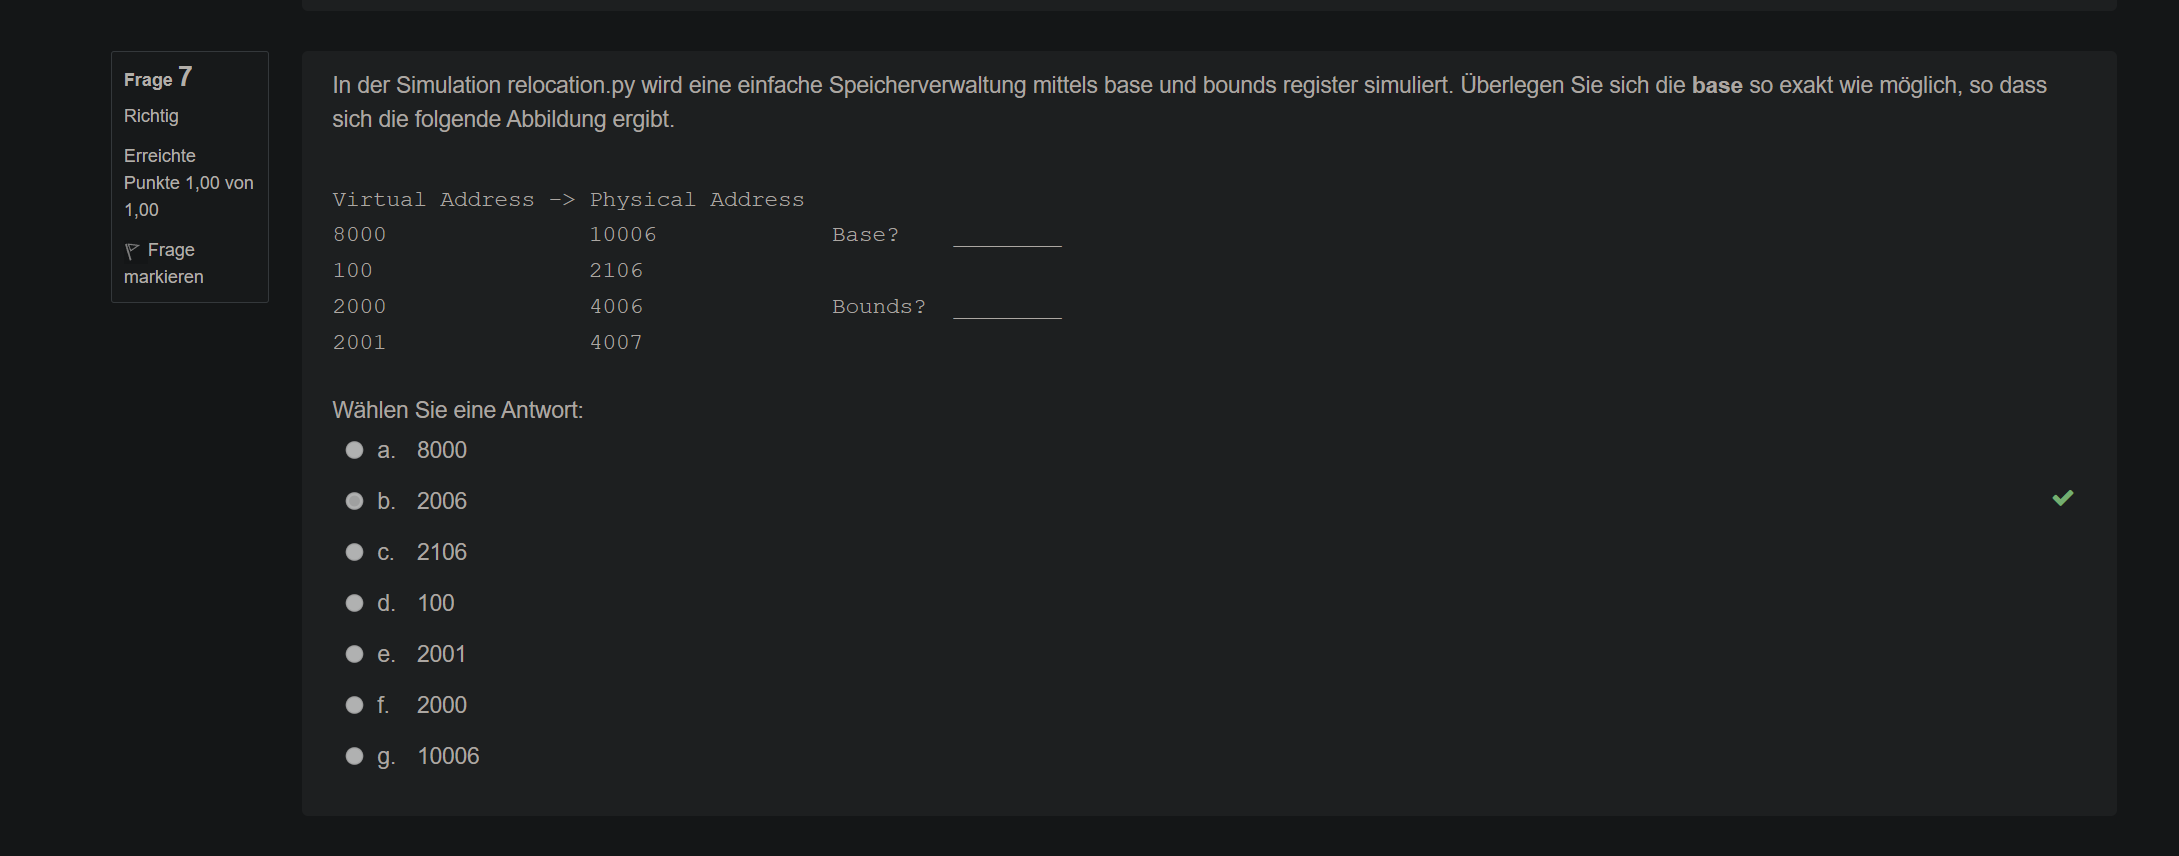 Frage 7
Richtig
Erreichte
Punkte 1,00 von
1,00
Frage
markieren
In der Simulation relocation.py wird eine einfache Speicherverwaltung mittels base und bounds register simuliert. Überlegen Sie sich die base so exakt wie möglich, so dass
sich die folgende Abbildung ergibt.
Virtual Address -> Physical Address
8000 10006 Base? ________
100 2106
2000 4006 Bounds? ________
2001 4007
Wählen Sie eine Antwort:
a. 8000
b. 2006
c. 2106
d. 100
e. 2001
f. 2000
g. 10006